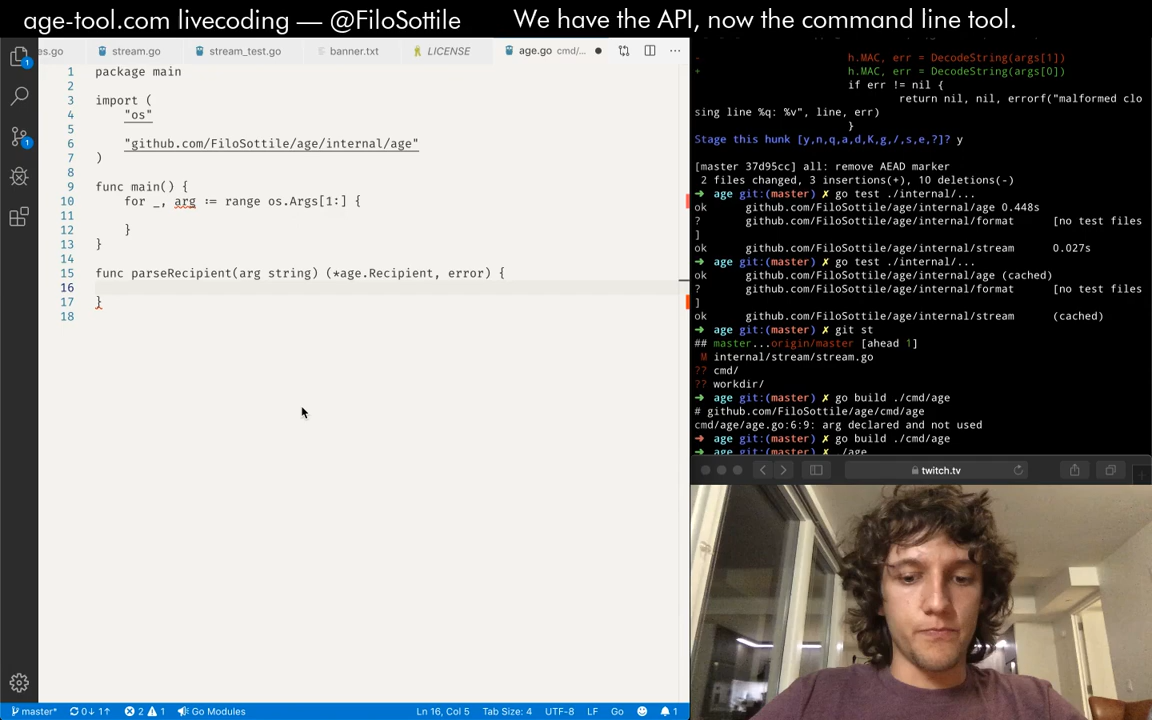 age-tool.com livecoding — @FiloSottile
We have the API, now the command line tool.
es.go
stream.go
stream_test.go
banner.txt
LICENSE
age.go cmd/...
1 package main
2
3 import (
4 "os"
5
6 "github.com/FiloSottile/age/internal/age"
7 )
8
9 func main() {
10 for _, arg := range os.Args[1:] {
11
12 }
13 }
14
15 func parseRecipient(arg string) (*age.Recipient, error) {
16
17 }
18
- h.MAC, err = DecodeString(args[1])
+ h.MAC, err = DecodeString(args[0])
if err != nil {
return nil, nil, errorf("malformed clo
sing line %q: %v", line, err)
}
Stage this hunk [y,n,q,a,d,K,g,/,s,e,?]? y
[master 37d95cc] all: remove AEAD marker
2 files changed, 3 insertions(+), 10 deletions(-)
➜ age git:(master) ✗ go test ./internal/...
ok github.com/FiloSottile/age/internal/age 0.448s
? github.com/FiloSottile/age/internal/format [no test files
]
ok github.com/FiloSottile/age/internal/stream 0.027s
➜ age git:(master) ✗ go test ./internal/...
ok github.com/FiloSottile/age/internal/age (cached)
? github.com/FiloSottile/age/internal/format [no test files
]
ok github.com/FiloSottile/age/internal/stream (cached)
➜ age git:(master) ✗ git st
## master...origin/master [ahead 1]
M internal/stream/stream.go
?? cmd/
?? workdir/
➜ age git:(master) ✗ go build ./cmd/age
# github.com/FiloSottile/age/cmd/age
cmd/age/age.go:6:9: arg declared and not used
➜ age git:(master) ✗ go build ./cmd/age
➜ age git:(master) ✗ ./age
twitch.tv
master* 0↓ 1↑ 2 1 Go Modules
Ln 16, Col 5 Tab Size: 4 UTF-8 LF Go 1